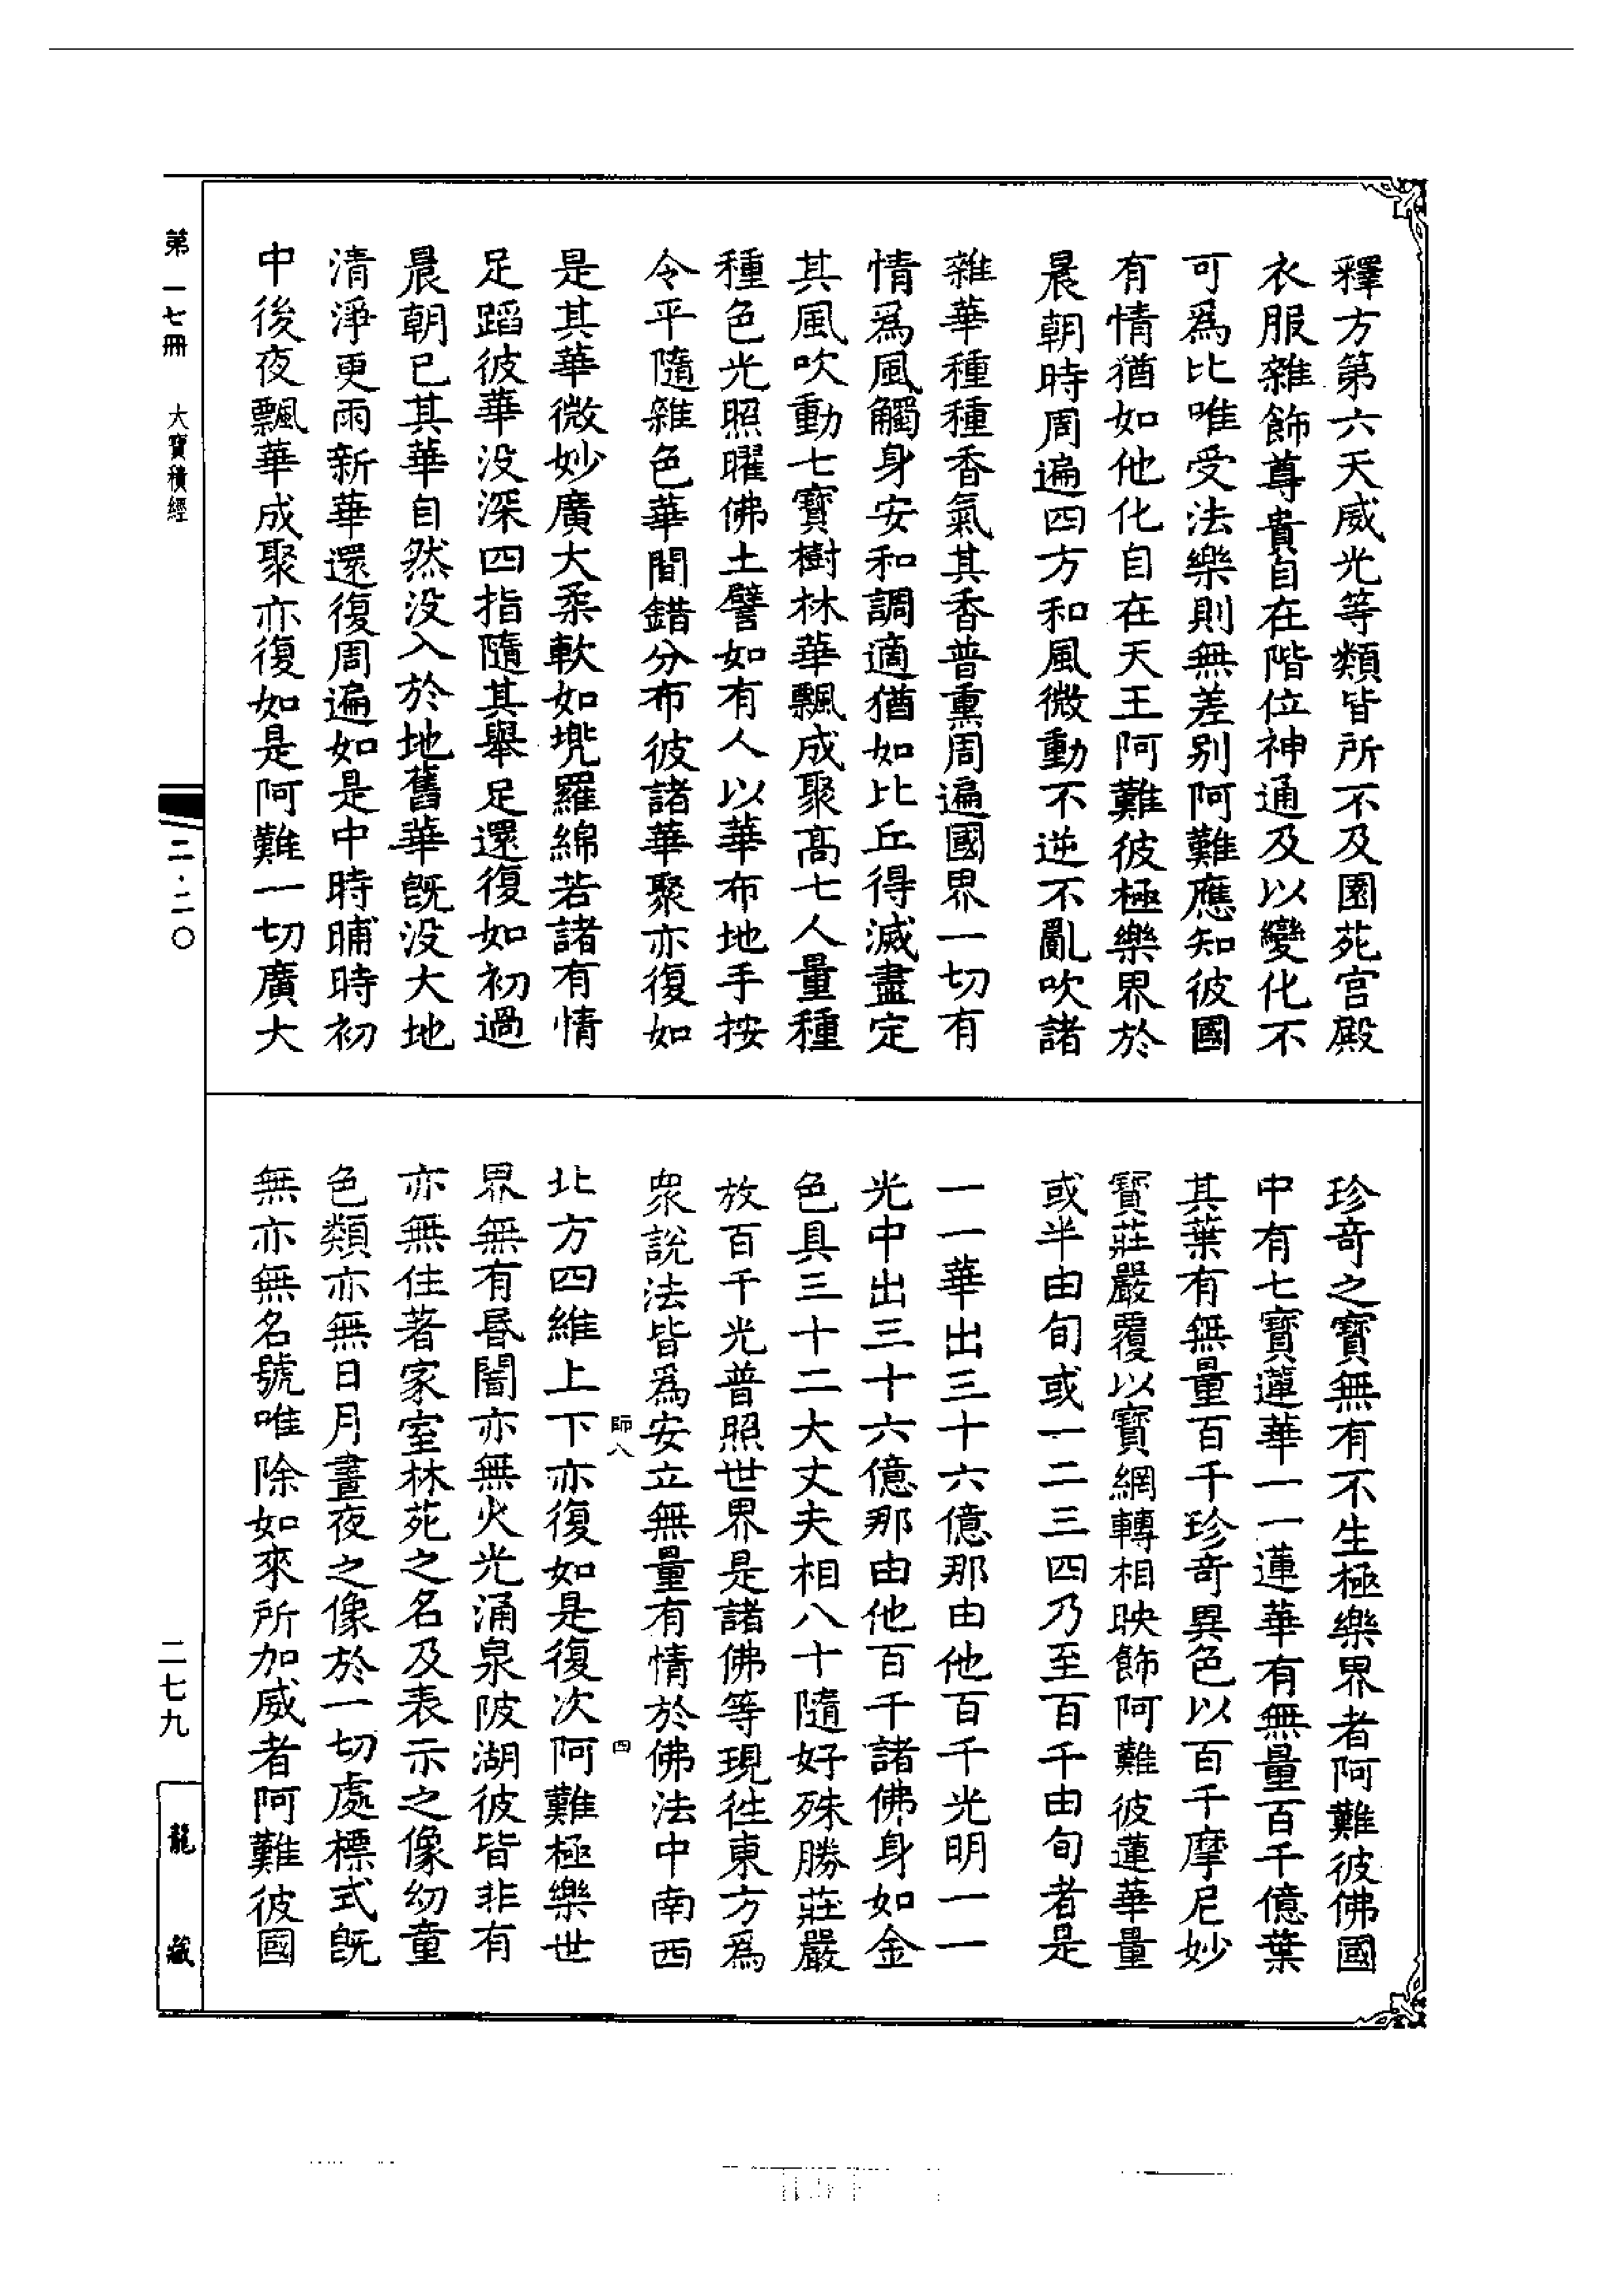 釋方第六天威光等類皆所不及園苑宫殿
衣服雜飾尊貴自在階位神通及以變化不
可爲比唯受法樂則無差别阿難應知彼國
有情猶如他化自在天王阿難彼極樂界於
晨朝時周遍四方和風微動不逆不亂吹諸
雜華種種香氣其香普熏周遍國界一切有
情爲風觸身安和調適猶如比丘得滅盡定
其風吹動七寶樹林華飄成聚高七人量種
種色光照曜佛土譬如有人以華布地手按
令平隨雜色華間錯分布彼諸華聚亦復如
是其華微妙廣大柔軟如兠羅綿若諸有情
足蹈彼華没深四指隨其舉足還復如初過
晨朝已其華自然没入於地舊華既没大地
清淨更雨新華還復周遍如是中時晡時初
中後夜飄華成聚亦復如是阿難一切廣大
珍奇之寶無有不生極樂界者阿難彼佛國
中有七寶蓮華一一蓮華有無量百千億葉
其葉有無量百千珍奇異色以百千摩尼妙
寶莊嚴覆以寶網轉相映飾阿難彼蓮華量
或半由旬或一二三四乃至百千由旬者是
一一華出三十六億那由他百千光明一一
光中出三十六億那由他百千諸佛身如金
色具三十二大丈夫相八十隨好殊勝莊嚴
放百千光普照世界是諸佛等現往東方爲
衆說法皆爲安立無量有情於佛法中南西
師八
四
北方四維上下亦復如是復次阿難極樂世
界無有昏闇亦無火光涌泉陂湖彼皆非有
亦無住著家室林苑之名及表示之像幼童
色類亦無日月晝夜之像於一切處標式既
無亦無名號唯除如來所加威者阿難彼國
第一七冊 大寶積經
二·二〇
二七九
龍藏